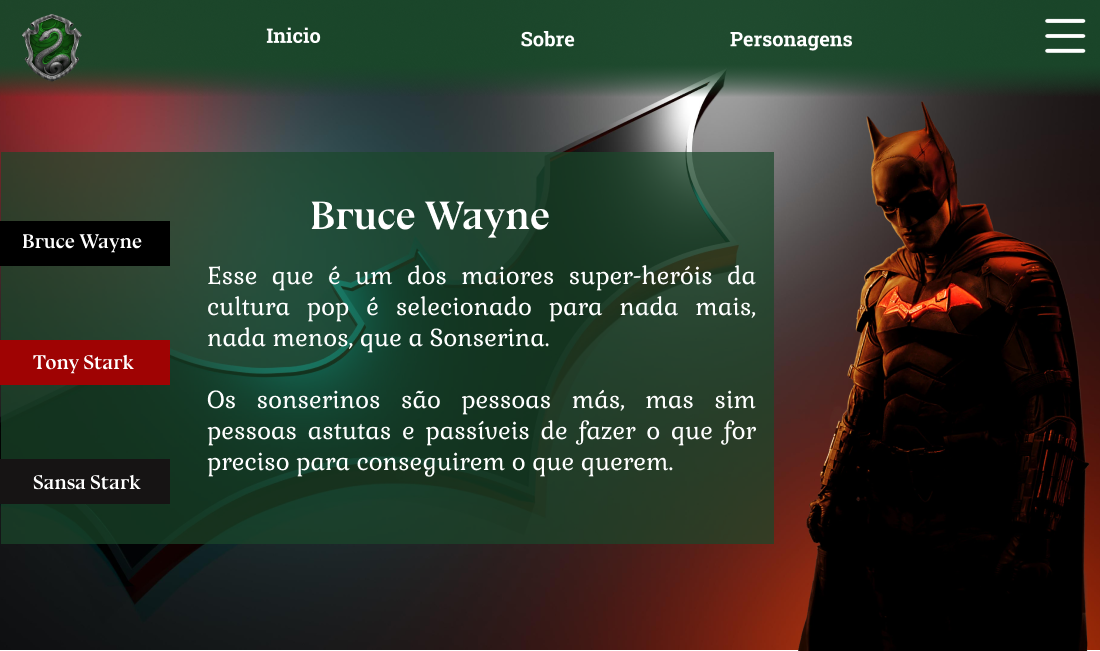 Inicio
Sobre
Personagens
Bruce Wayne
Esse que é um dos maiores super-heróis da
cultura pop é selecionado para nada mais,
nada menos, que a Sonserina.
Os sonserinos são pessoas más, mas sim
pessoas astutas e passíveis de fazer o que for
preciso para conseguirem o que querem.
Bruce Wayne
Tony Stark
Sansa Stark